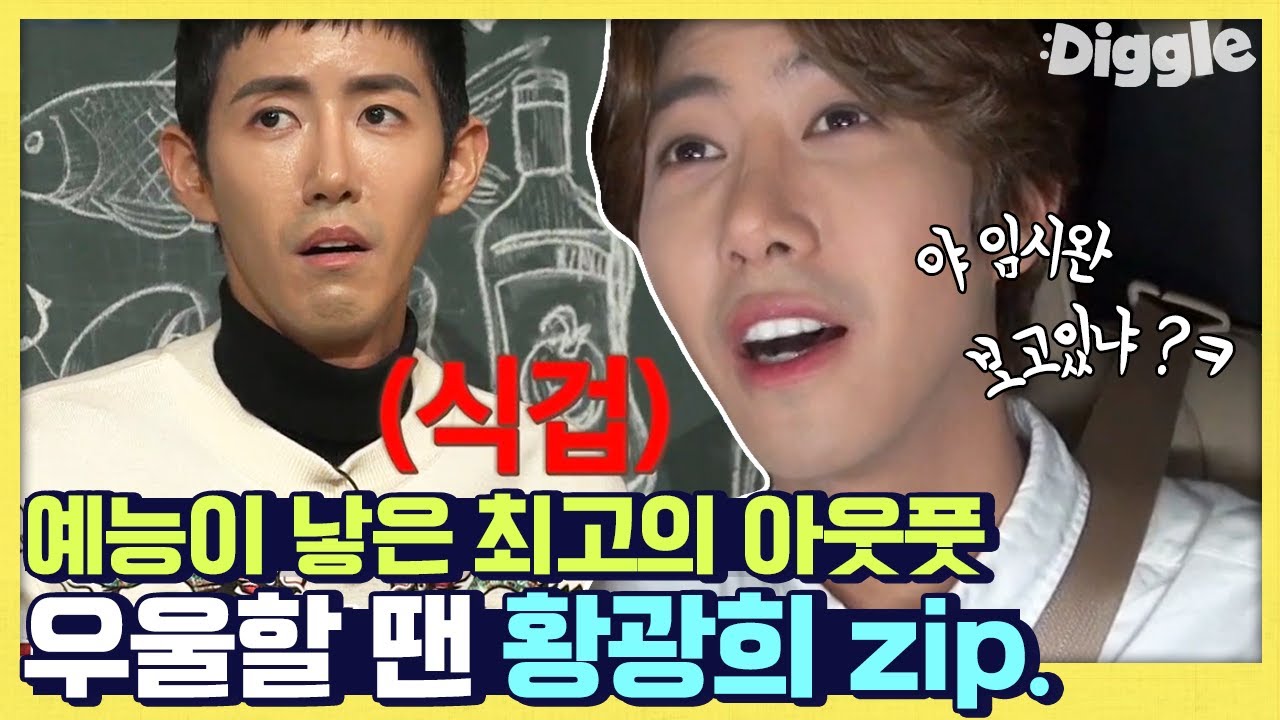 :Diggle
야 임시완
보고있냐?ㅋ
(식겁)
예능이 낳은 최고의 아웃풋
우울할 땐 황광희 zip.